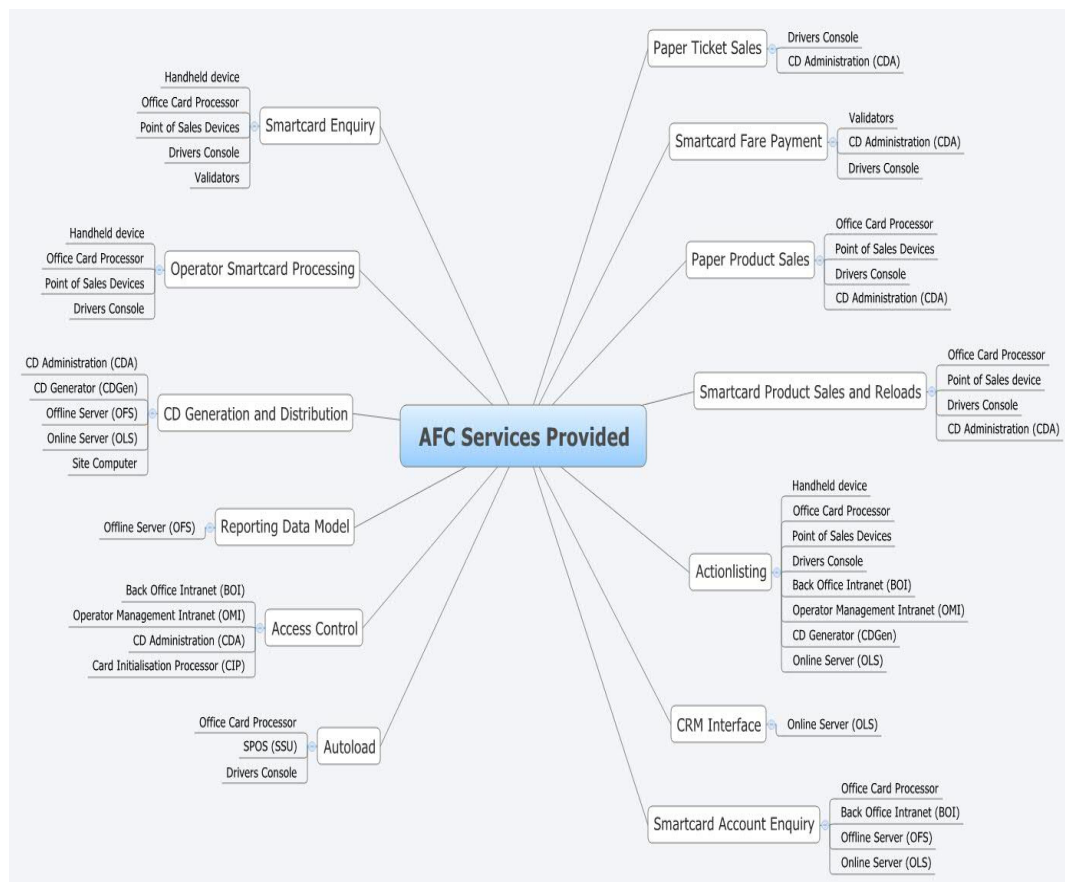 AFC Services Provided
Paper Ticket Sales
Drivers Console
CD Administration (CDA)
Smartcard Fare Payment
Validators
CD Administration (CDA)
Drivers Console
Paper Product Sales
Office Card Processor
Point of Sales Devices
Drivers Console
CD Administration (CDA)
Smartcard Product Sales and Reloads
Office Card Processor
Point of Sales device
Drivers Console
CD Administration (CDA)
Actionlisting
Handheld device
Office Card Processor
Point of Sales Devices
Drivers Console
Back Office Intranet (BOI)
Operator Management Intranet (OMI)
CD Generator (CDGen)
Online Server (OLS)
CRM Interface
Online Server (OLS)
Smartcard Account Enquiry
Office Card Processor
Back Office Intranet (BOI)
Offline Server (OFS)
Online Server (OLS)
Smartcard Enquiry
Handheld device
Office Card Processor
Point of Sales Devices
Drivers Console
Validators
Operator Smartcard Processing
Handheld device
Office Card Processor
Point of Sales Devices
Drivers Console
CD Generation and Distribution
CD Administration (CDA)
CD Generator (CDGen)
Offline Server (OFS)
Online Server (OLS)
Site Computer
Reporting Data Model
Offline Server (OFS)
Access Control
Back Office Intranet (BOI)
Operator Management Intranet (OMI)
CD Administration (CDA)
Card Initialisation Processor (CIP)
Autoload
Office Card Processor
SPOS (SSU)
Drivers Console